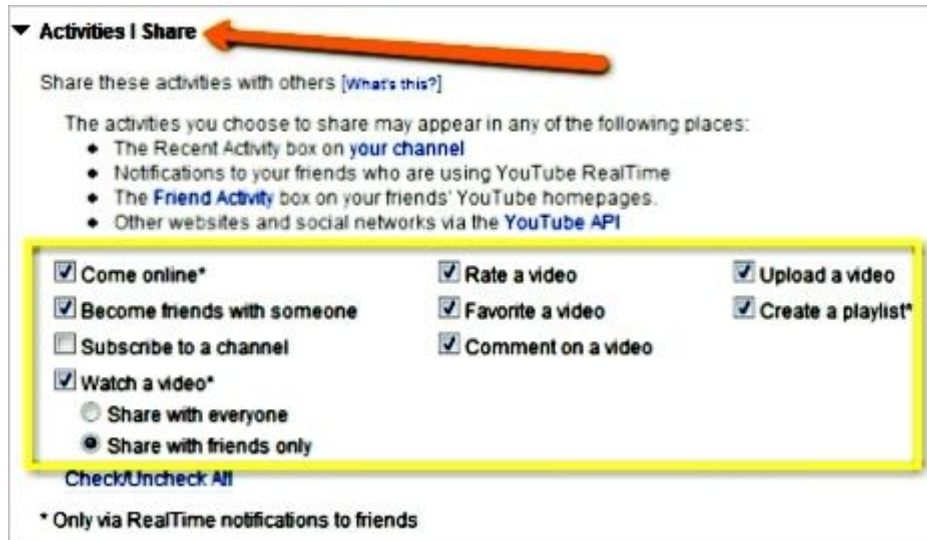 Activities I Share
Share these activities with others [What's this?]
The activities you choose to share may appear in any of the following places:
• The Recent Activity box on your channel
• Notifications to your friends who are using YouTube RealTime
• The Friend Activity box on your friends' YouTube homepages.
• Other websites and social networks via the YouTube API
Come online* Rate a video Upload a video
Become friends with someone Favorite a video Create a playlist*
Subscribe to a channel Comment on a video
Watch a video*
Share with everyone
Share with friends only
Check/Uncheck All
* Only via RealTime notifications to friends